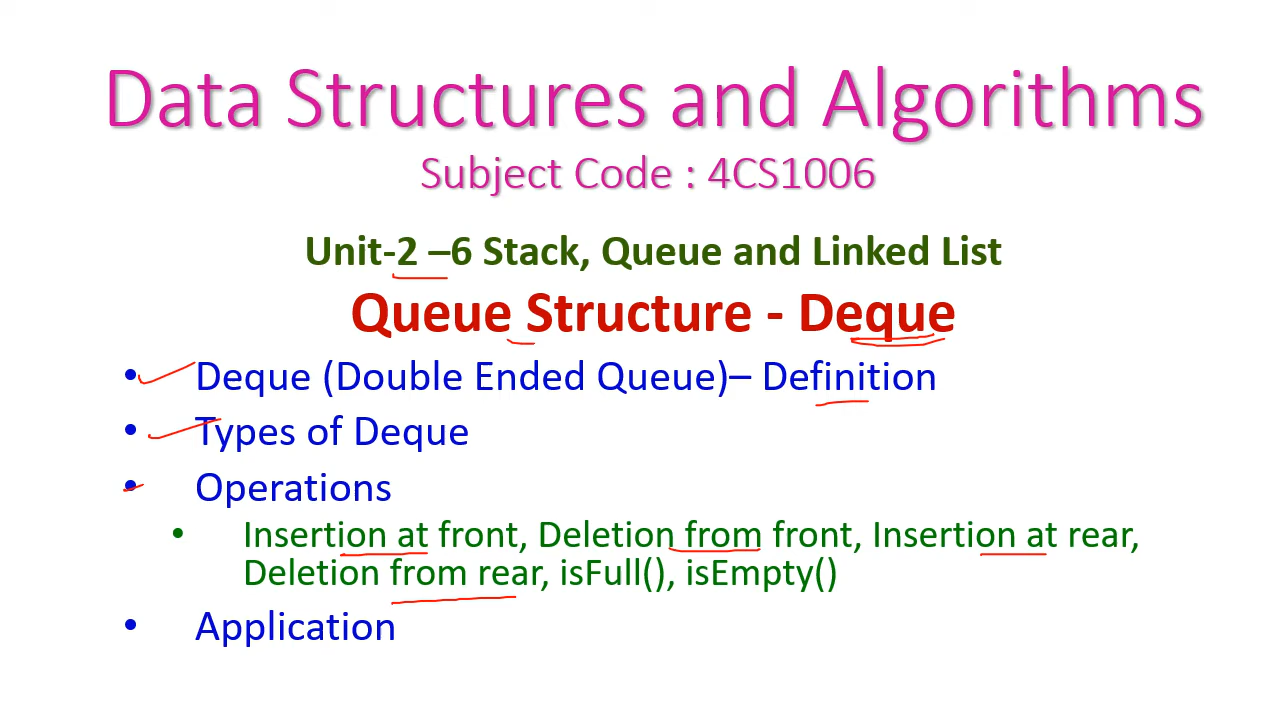 Data Structures and Algorithms
Subject Code : 4CS1006
Unit-2 –6 Stack, Queue and Linked List
Queue Structure - Deque
• Deque (Double Ended Queue)– Definition
• Types of Deque
• Operations
• Insertion at front, Deletion from front, Insertion at rear,
Deletion from rear, isFull(), isEmpty()
• Application